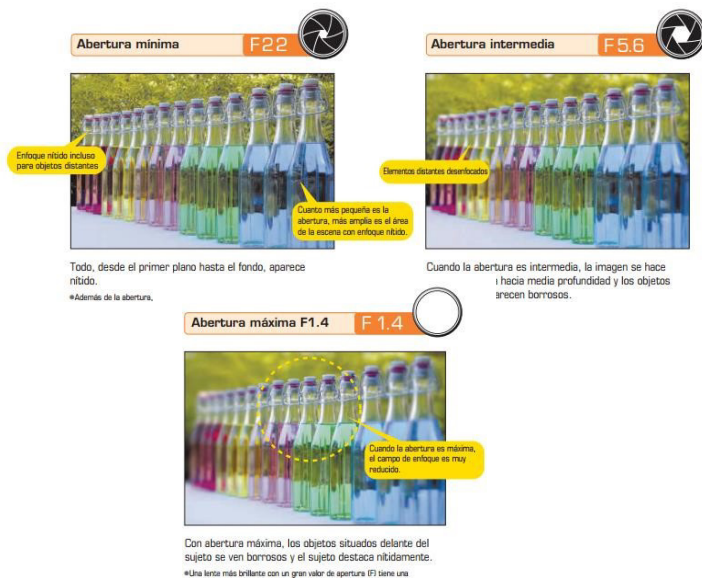 Abertura mínima F22
Enfoque nítido incluso
para objetos distantes
Cuanto más pequeña es la
abertura, más amplia es el área
de la escena con enfoque nítido.
Todo, desde el primer plano hasta el fondo, aparece
nítido.
*Además de la abertura,
Abertura intermedia F5.6
Elementos distantes desenfocados
Cuando la abertura es intermedia, la imagen se hace
hacia media profundidad y los objetos
arecen borrosos.
Abertura máxima F1.4 F 1.4
Cuando la abertura es máxima,
el campo de enfoque es muy
reducido.
Con abertura máxima, los objetos situados delante del
sujeto se ven borrosos y el sujeto destaca nítidamente.
*Una lente más brillante con un gran valor de apertura (F) tiene una